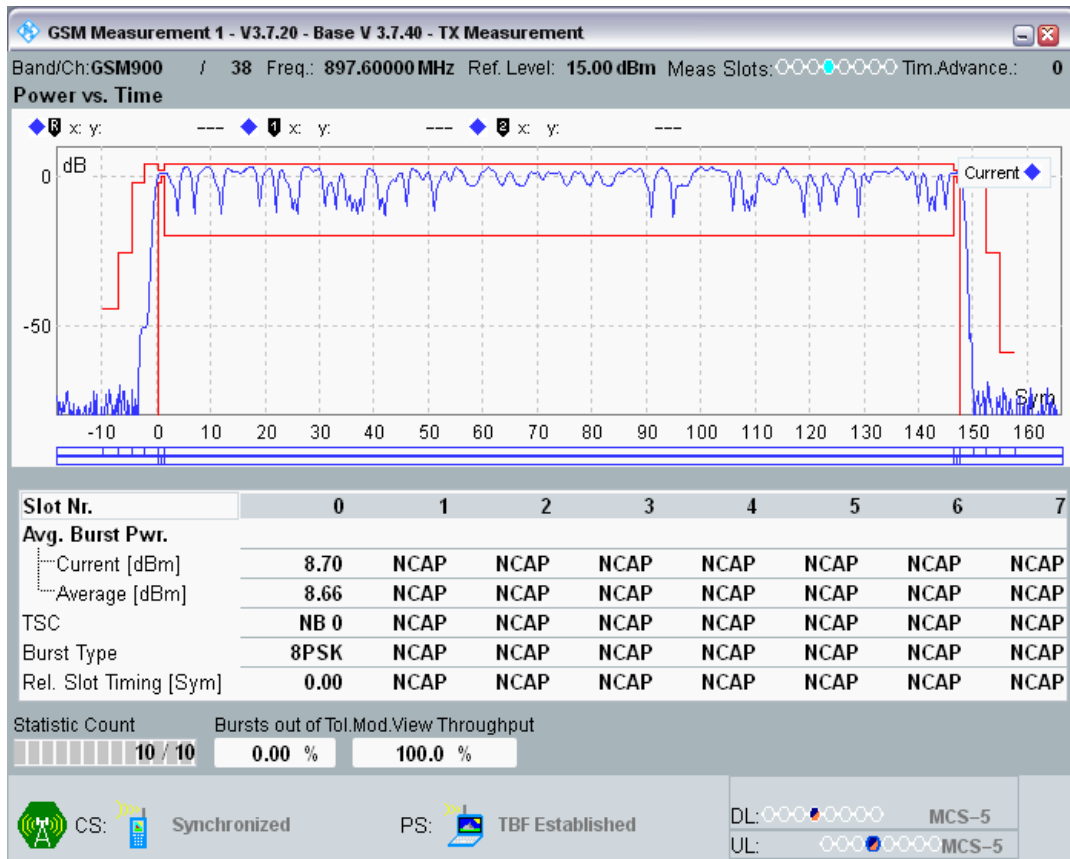 GSM Measurement 1 - V3.7.20 - Base V 3.7.40 - TX Measurement
Band/Ch:GSM900 / 38 Freq.: 897.60000 MHz Ref. Level: 15.00 dBm Meas Slots: Tim.Advance.: 0
Power vs. Time
R x: y: --- 1 x: y: --- 2 x: y: ---
dB
Current
0
-50
Sym
-10 0 10 20 30 40 50 60 70 80 90 100 110 120 130 140 150 160
Slot Nr. 0 1 2 3 4 5 6 7
Avg. Burst Pwr.
Current [dBm] 8.70 NCAP NCAP NCAP NCAP NCAP NCAP NCAP
Average [dBm] 8.66 NCAP NCAP NCAP NCAP NCAP NCAP NCAP
TSC NB 0 NCAP NCAP NCAP NCAP NCAP NCAP NCAP
Burst Type 8PSK NCAP NCAP NCAP NCAP NCAP NCAP NCAP
Rel. Slot Timing [Sym] 0.00 NCAP NCAP NCAP NCAP NCAP NCAP NCAP
Statistic Count Bursts out of Tol.Mod.View Throughput
10 / 10 0.00 % 100.0 %
CS: Synchronized PS: TBF Established DL: MCS-5
UL: MCS-5